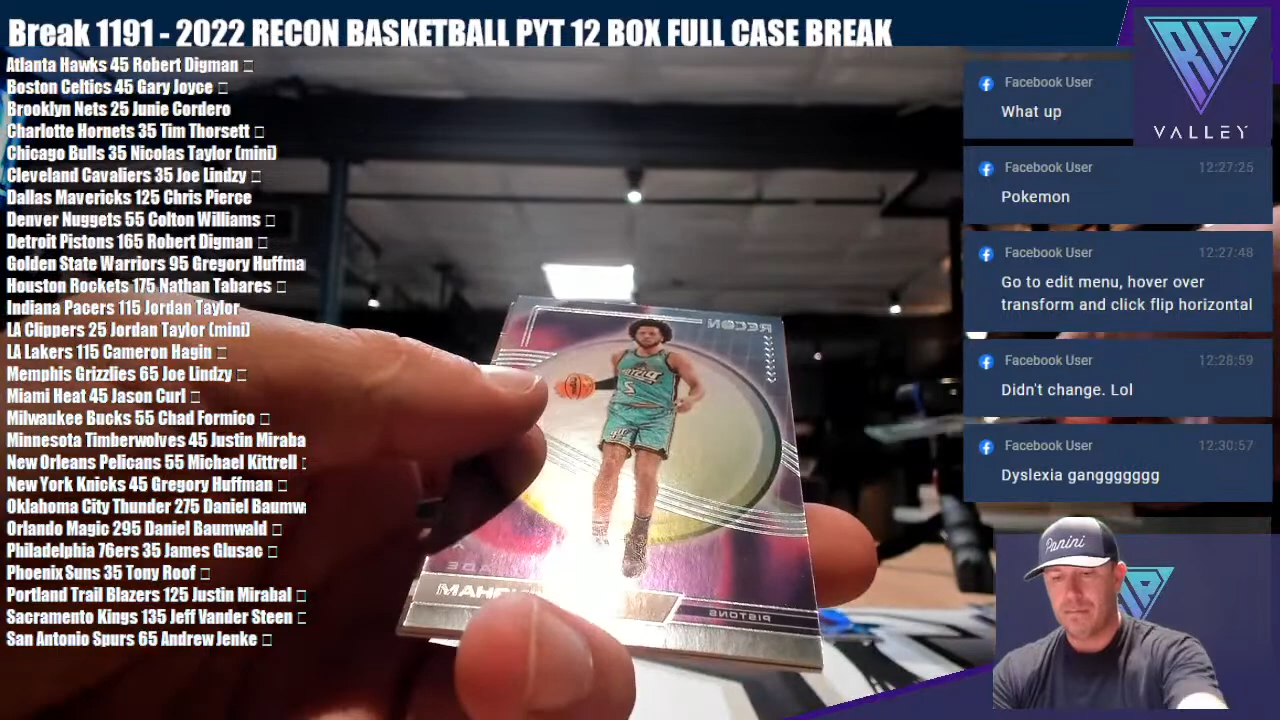 Break 1191 - 2022 RECON BASKETBALL PYT 12 BOX FULL CASE BREAK
Atlanta Hawks 45 Robert Digman
Boston Celtics 45 Gary Joyce
Brooklyn Nets 25 Junie Cordero
Charlotte Hornets 35 Tim Thorsett
Chicago Bulls 35 Nicolas Taylor (mini)
Cleveland Cavaliers 35 Joe Lindzy
Dallas Mavericks 125 Chris Pierce
Denver Nuggets 55 Colton Williams
Detroit Pistons 165 Robert Digman
Golden State Warriors 95 Gregory Huffma
Houston Rockets 175 Nathan Tabares
Indiana Pacers 115 Jordan Taylor
LA Clippers 25 Jordan Taylor (mini)
LA Lakers 115 Cameron Hagin
Memphis Grizzlies 65 Joe Lindzy
Miami Heat 45 Jason Curl
Milwaukee Bucks 55 Chad Formico
Minnesota Timberwolves 45 Justin Miraba
New Orleans Pelicans 55 Michael Kittrell
New York Knicks 45 Gregory Huffman
Oklahoma City Thunder 275 Daniel Baumwa
Orlando Magic 295 Daniel Baumwald
Philadelphia 76ers 35 James Glusac
Phoenix Suns 35 Tony Roof
Portland Trail Blazers 125 Justin Mirabal
Sacramento Kings 135 Jeff Vander Steen
San Antonio Spurs 65 Andrew Jenke
RECON
PISTONS
2
PISTONS
RIP
VALLEY
Facebook User
What up
Facebook User 12:27:25
Pokemon
Facebook User 12:27:48
Go to edit menu, hover over
transform and click flip horizontal
Facebook User 12:28:59
Didn't change. Lol
Facebook User 12:30:57
Dyslexia ganggggggg
Panini